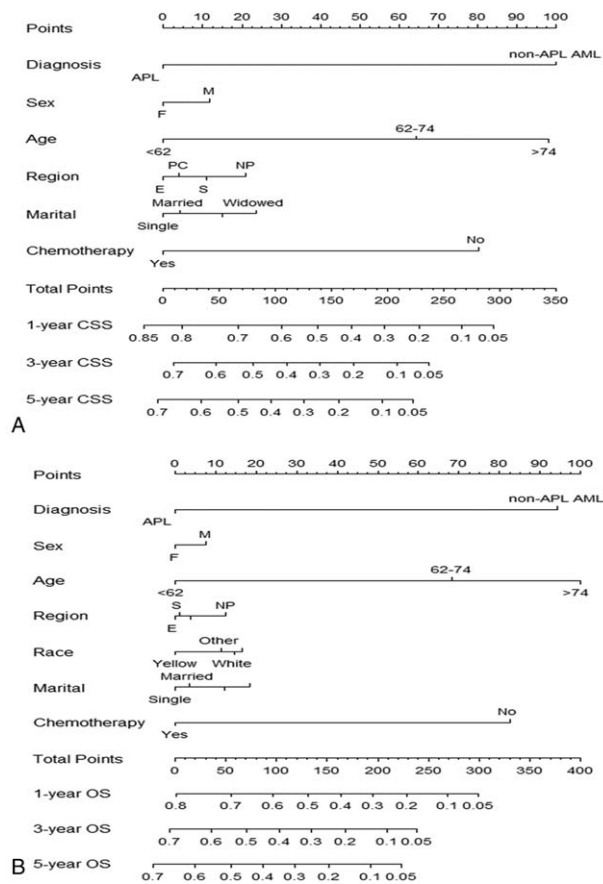 Points 0 10 20 30 40 50 60 70 80 90 100
non-APL AML
Diagnosis
APL
M
Sex
F
62-74
Age
<62 >74
PC NP
Region
E S
Married Widowed
Marital
Single
No
Chemotherapy
Yes
Total Points 0 50 100 150 200 250 300 350
1-year CSS
0.85 0.8 0.7 0.6 0.5 0.4 0.3 0.2 0.1 0.05
3-year CSS
0.7 0.6 0.5 0.4 0.3 0.2 0.1 0.05
5-year CSS
0.7 0.6 0.5 0.4 0.3 0.2 0.1 0.05
A
Points 0 10 20 30 40 50 60 70 80 90 100
non-APL AML
Diagnosis
APL
M
Sex
F
62-74
Age
<62 >74
S NP
Region
E
Other
Race
Yellow White
Married
Marital
Single
No
Chemotherapy
Yes
Total Points 0 50 100 150 200 250 300 350 400
1-year OS
0.8 0.7 0.6 0.5 0.4 0.3 0.2 0.1 0.05
3-year OS
0.7 0.6 0.5 0.4 0.3 0.2 0.1 0.05
5-year OS
0.7 0.6 0.5 0.4 0.3 0.2 0.1 0.05
B